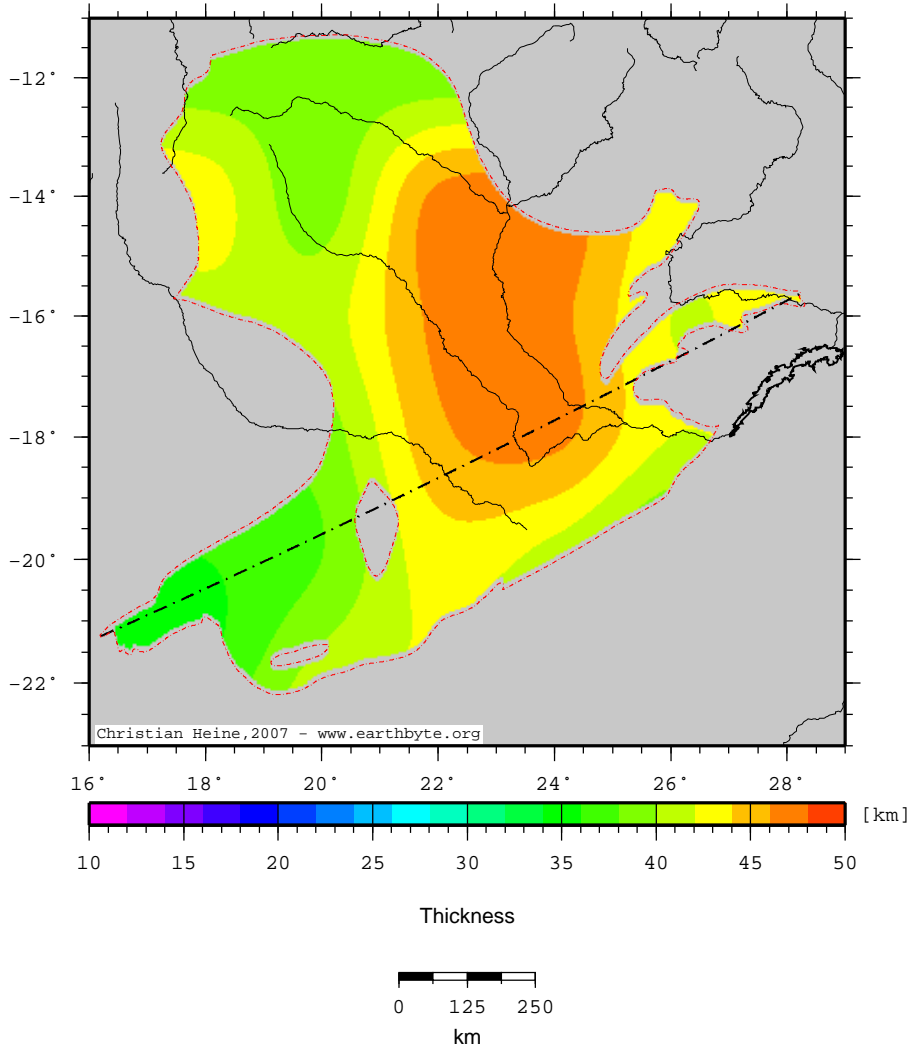 −12˚
−14˚
−16˚
−18˚
−20˚
−22˚
Christian Heine,2007 − www.earthbyte.org
16˚ 18˚ 20˚ 22˚ 24˚ 26˚ 28˚
[km]
10 15 20 25 30 35 40 45 50
Thickness
0 125 250
km